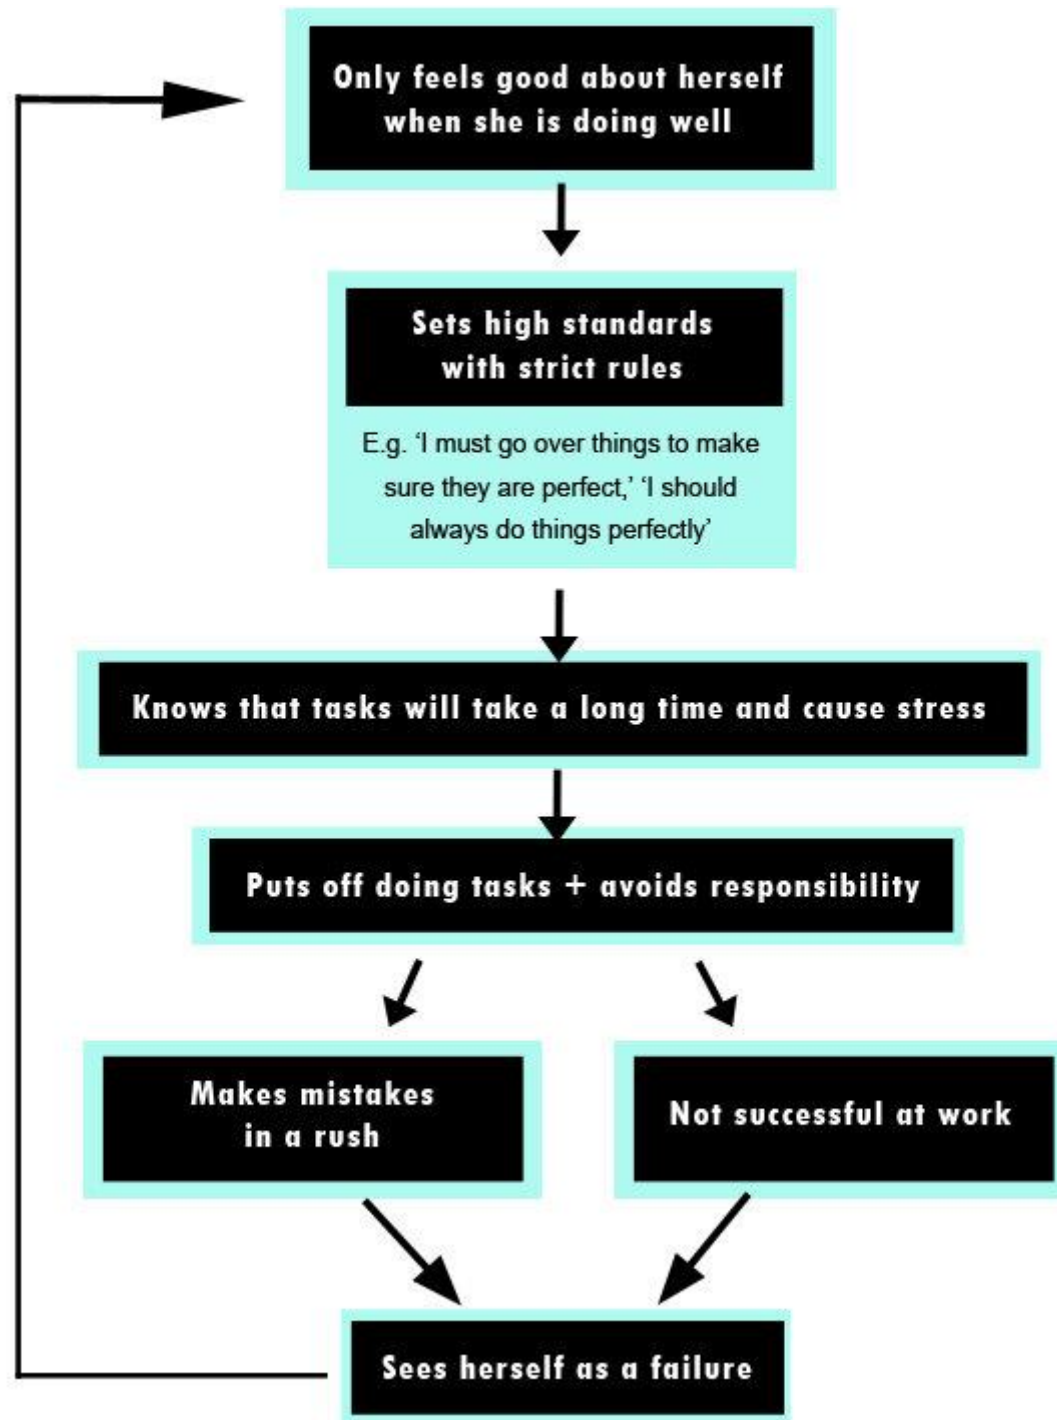 Only feels good about herself
when she is doing well
Sets high standards
with strict rules
E.g. ‘I must go over things to make
sure they are perfect,’ ‘I should
always do things perfectly’
Knows that tasks will take a long time and cause stress
Puts off doing tasks + avoids responsibility
Makes mistakes
in a rush
Not successful at work
Sees herself as a failure